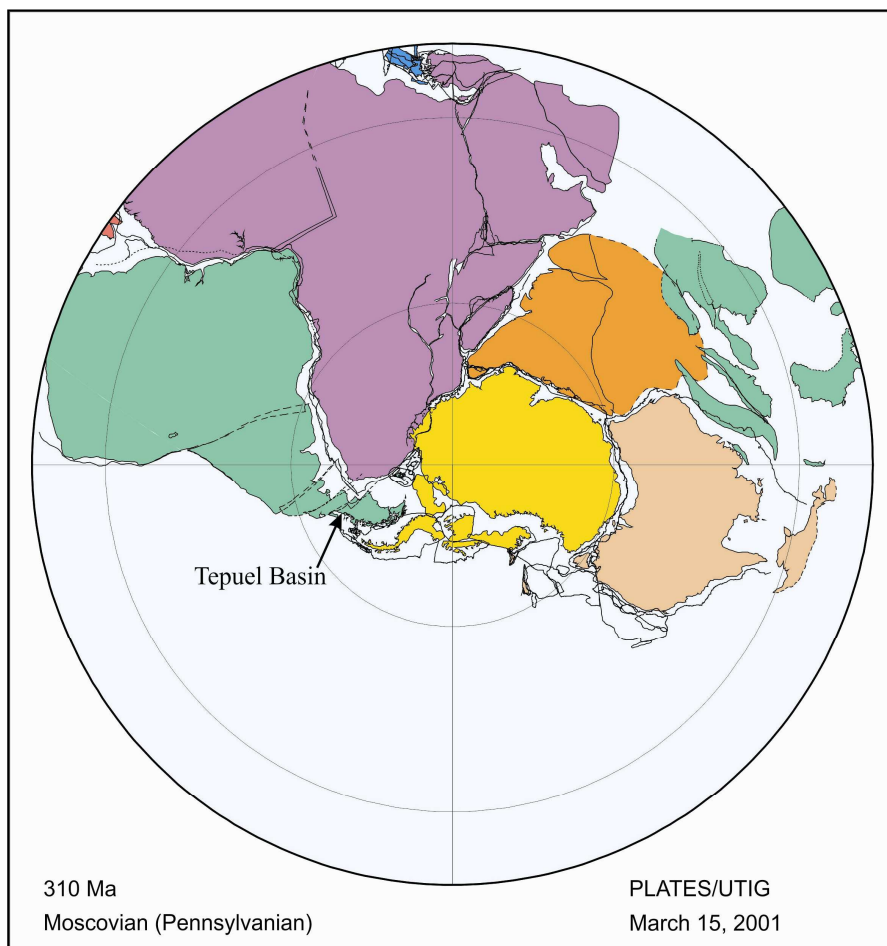 Tepuel Basin
310 Ma
Moscovian (Pennsylvanian)
PLATES/UTIG
March 15, 2001